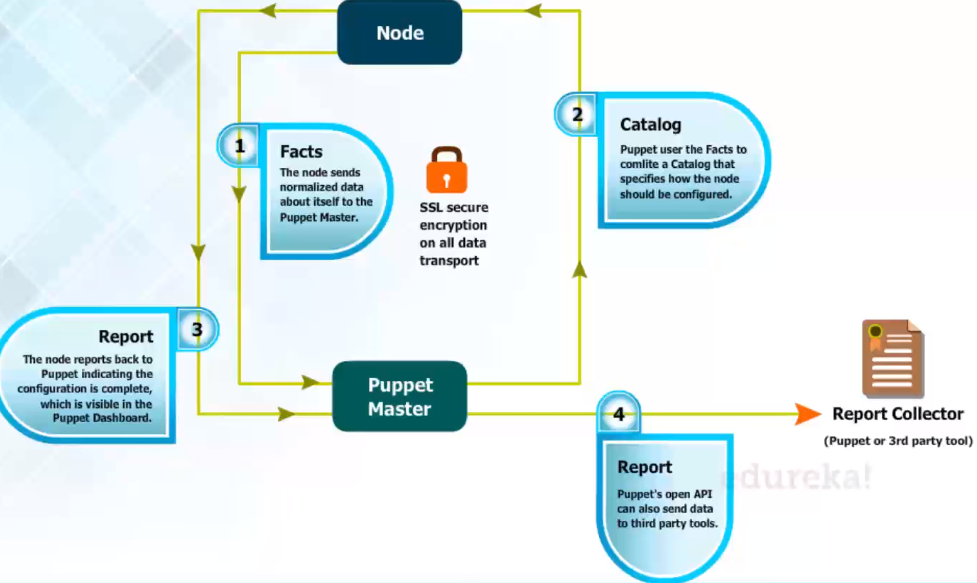 Node
1
Facts
The node sends
normalized data
about itself to the
Puppet Master.
SSL secure
encryption
on all data
transport
2
Catalog
Puppet user the Facts to
comlite a Catalog that
specifies how the node
should be configured.
3
Report
The node reports back to
Puppet indicating the
configuration is complete,
which is visible in the
Puppet Dashboard.
Puppet
Master
4
Report
Puppet's open API
can also send data
to third party tools.
Report Collector
(Puppet or 3rd party tool)
edureka!